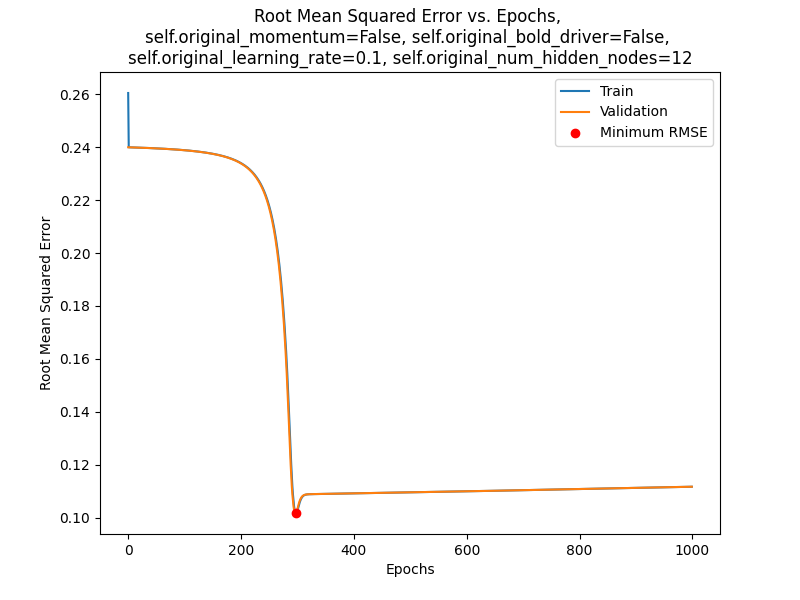 Root Mean Squared Error vs. Epochs,
self.original_momentum=False, self.original_bold_driver=False,
self.original_learning_rate=0.1, self.original_num_hidden_nodes=12
Train
Validation
Minimum RMSE
Root Mean Squared Error
0.26
0.24
0.22
0.20
0.18
0.16
0.14
0.12
0.10
0 200 400 600 800 1000
Epochs